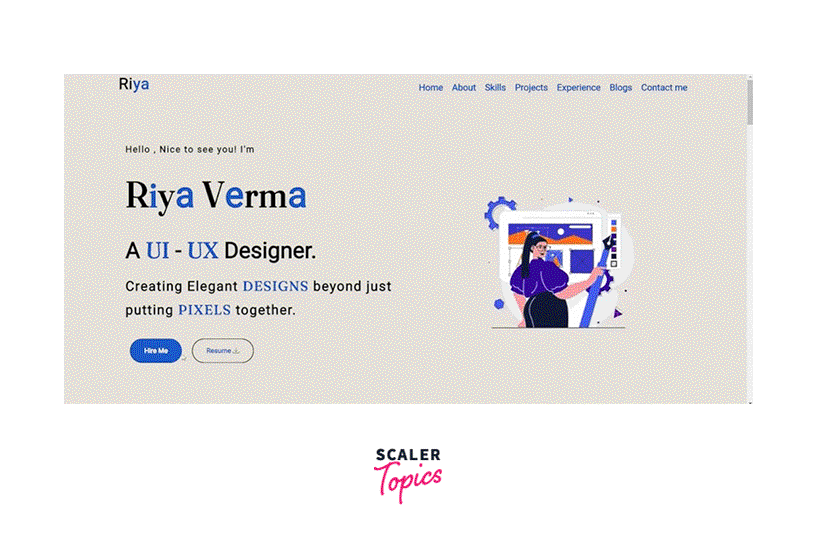 Riya
Home About Skills Projects Experience Blogs Contact me
Hello , Nice to see you! I'm
Riya Verma
A UI - UX Designer.
Creating Elegant DESIGNS beyond just
putting PIXELS together.
Hire Me Resume
SCALER
Topics